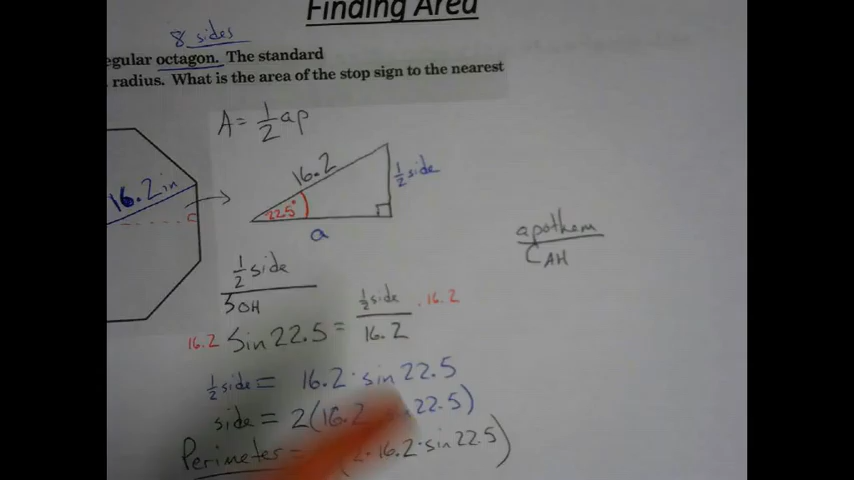 Finding Area
8 sides
egular octagon. The standard
radius. What is the area of the stop sign to the nearest
A = 1/2 ap
16.2 in
16.2
1/2 side
22.5°
a
apothem
CAH
1/2 side
SOH
16.2 Sin 22.5 = 1/2 side / 16.2 · 16.2
1/2 side = 16.2 · sin 22.5
side = 2(16.2 22.5)
Perimeter = (2 · 16.2 · sin 22.5)